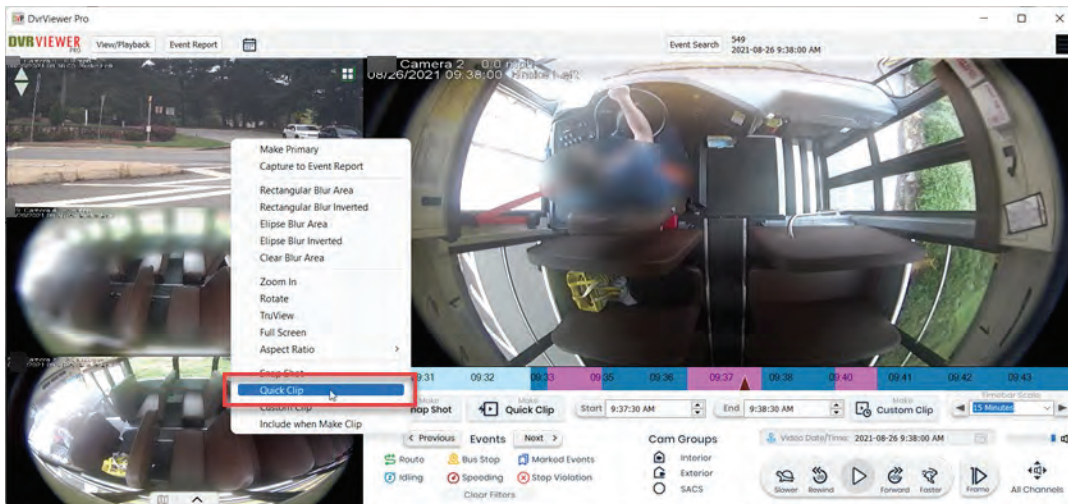 DvrViewer Pro
DVRVIEWER PRO View/Playback Event Report Event Search 549
2021-08-26 9:38:00 AM
Camera 2 0.0 mph
08/26/2021 09:38:00 Brake Left
Make Primary
Capture to Event Report
Rectangular Blur Area
Rectangular Blur Inverted
Elipse Blur Area
Elipse Blur Inverted
Clear Blur Area
Zoom In
Rotate
TruView
Full Screen
Aspect Ratio >
Snap Shot
Quick Clip
Custom Clip
Include when Make Clip
09:31 09:32 09:33 09:35 09:36 09:37 09:38 09:40 09:41 09:42 09:43
Make Snap Shot
Make Quick Clip
Start 9:37:30 AM
End 9:38:30 AM
Make Custom Clip
Timebar Scale
15 Minutes
< Previous Events Next >
Route Bus Stop Marked Events
Idling Speeding Stop Violation
Clear Filters
Cam Groups
Interior
Exterior
SACS
Video Date/Time: 2021-08-26 9:38:00 AM
Slower Rewind Forward Faster Frame All Channels